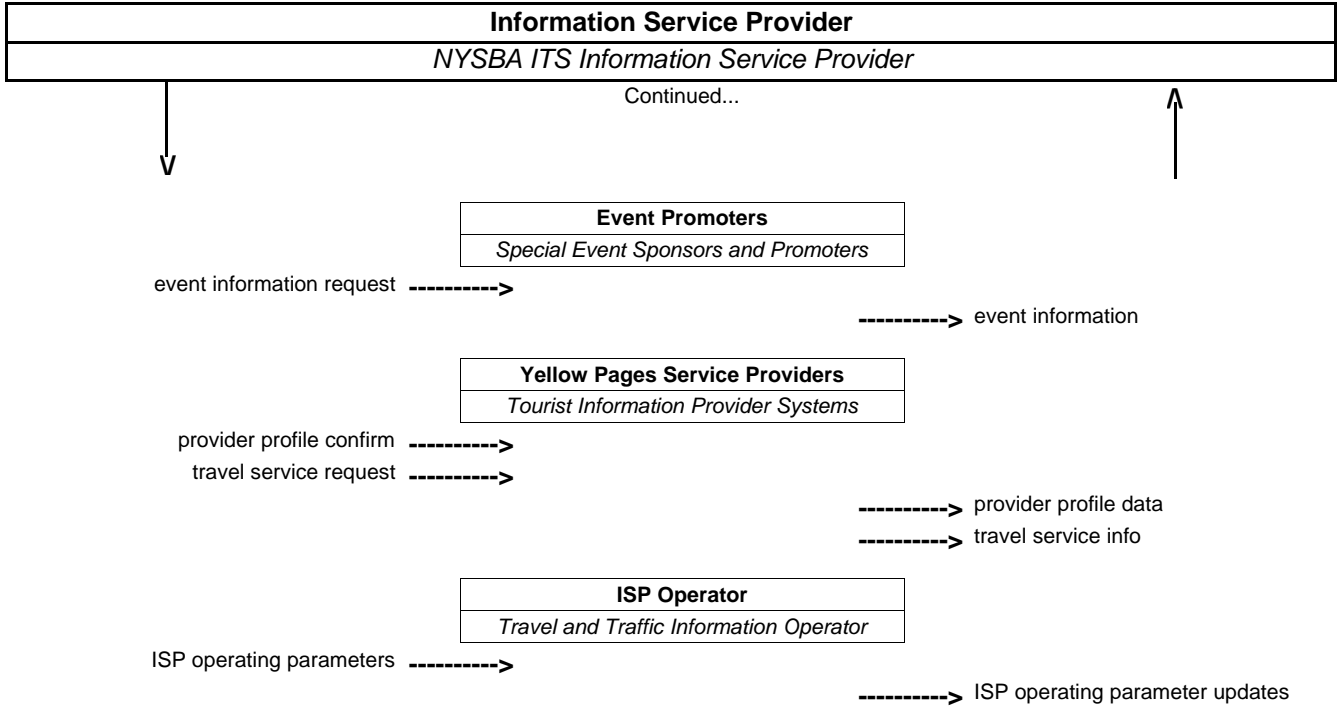 Information Service Provider
NYSBA ITS Information Service Provider
Continued...
Event Promoters
Special Event Sponsors and Promoters
event information request
event information
Yellow Pages Service Providers
Tourist Information Provider Systems
provider profile confirm
travel service request
provider profile data
travel service info
ISP Operator
Travel and Traffic Information Operator
ISP operating parameters
ISP operating parameter updates